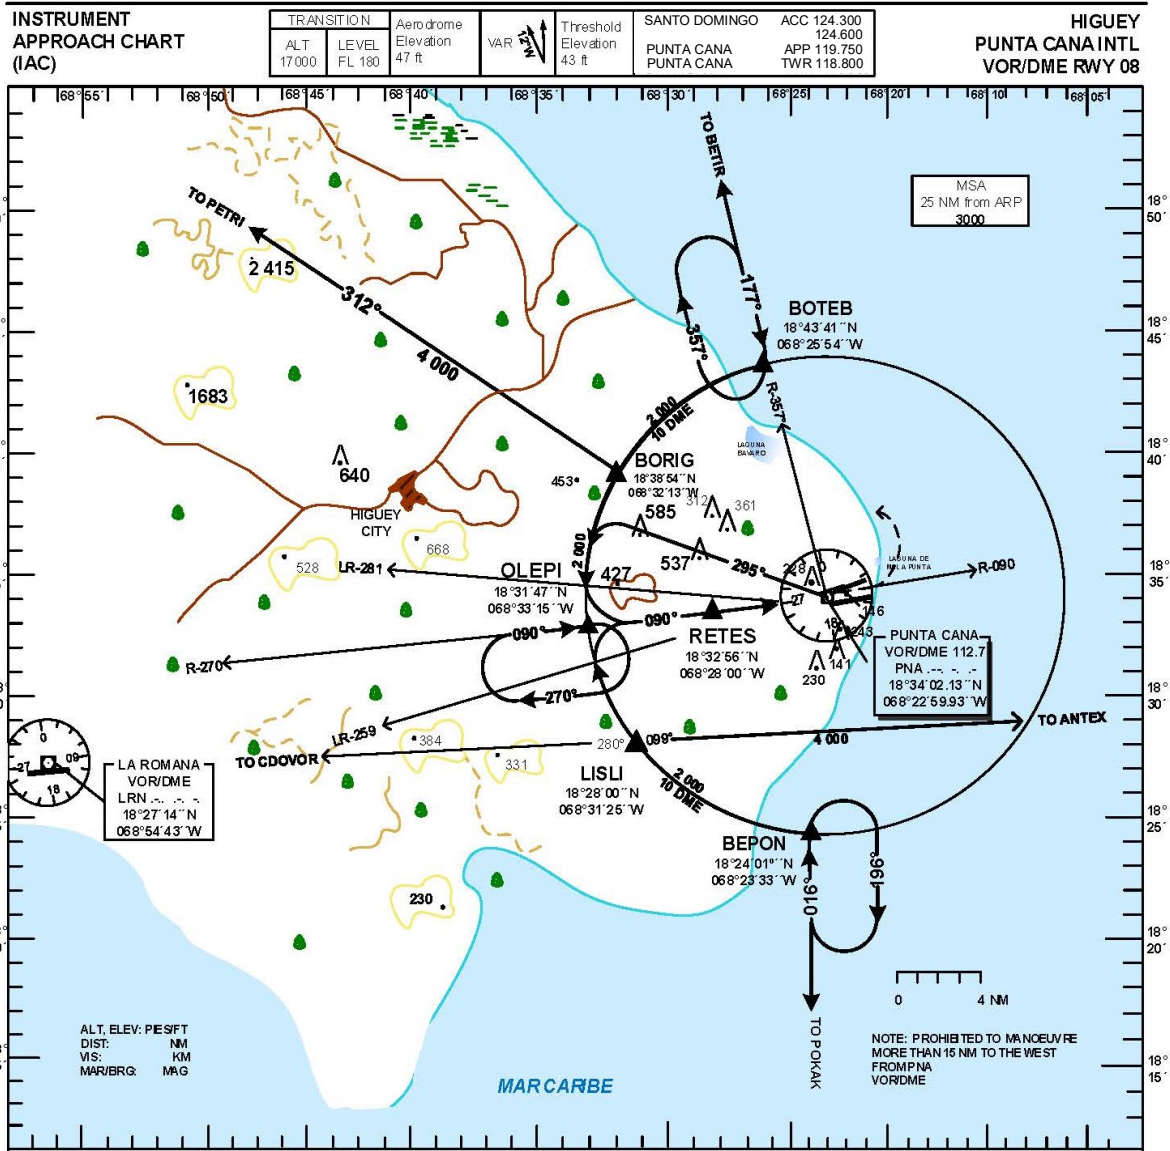 INSTRUMENT
APPROACH CHART
(IAC)
TRANSITION
ALT
17000
LEVEL
FL 180
Aerodrome
Elevation
47 ft
VAR
12°W
Threshold
Elevation
43 ft
SANTO DOMINGO ACC 124.300
124.600
PUNTA CANA APP 119.750
PUNTA CANA TWR 118.800
HIGUEY
PUNTA CANA INTL
VOR/DME RWY 08
68°55´ 68°50´ 68°45´ 68°40´ 68°35´ 68°30´ 68°25´ 68°20´ 68°10´ 68°05´
TO BETIR
MSA
25 NM from ARP
3000
18°
50´
TO PETRI
2 415
312°
4 000
177°
357°
BOTEB
18°43´41´´N
068°25´54´´W
18°
45´
1683
2 000
10 DME
R-357°
LAGUNA
BAVARO
18°
40´
640
HIGUEY
CITY
453
BORIG
18°38´54´´N
068°32´13´´W
312
361
585
537
295°
528
668
2 000
LR-281
OLEPI
18°31´47´´N
068°33´15´´W
427
228
0
27
18
146
243
141
230
R-090
18°
35´
090°
090°
RETES
18°32´56´´N
068°28´00´´W
R-270
270°
PUNTA CANA
VOR/DME 112.7
PNA .--. -. .-
18°34´02.13´´N
068°22´59.93´´W
18°
30´
LR-259
384
331
TO CDOVOR
280°
099°
4 000
TO ANTEX
0
09
27
18
LA ROMANA
VOR/DME
LRN .-.. .-. -.
18°27´14´´N
068°54´43´´W
LISLI
18°28´00´´N
068°31´25´´W
2 000
10 DME
18°
25´
BEPON
18°24´01°´´N
068°23´33´´W
016°
196°
230
18°
20´
0 4 NM
TO POKAK
ALT, ELEV: PIES/FT
DIST: NM
VIS: KM
MAR/BRG: MAG
MAR CARIBE
NOTE: PROHIBITED TO MANOEUVRE
MORE THAN 15 NM TO THE WEST
FROM PNA
VOR/DME
18°
15´